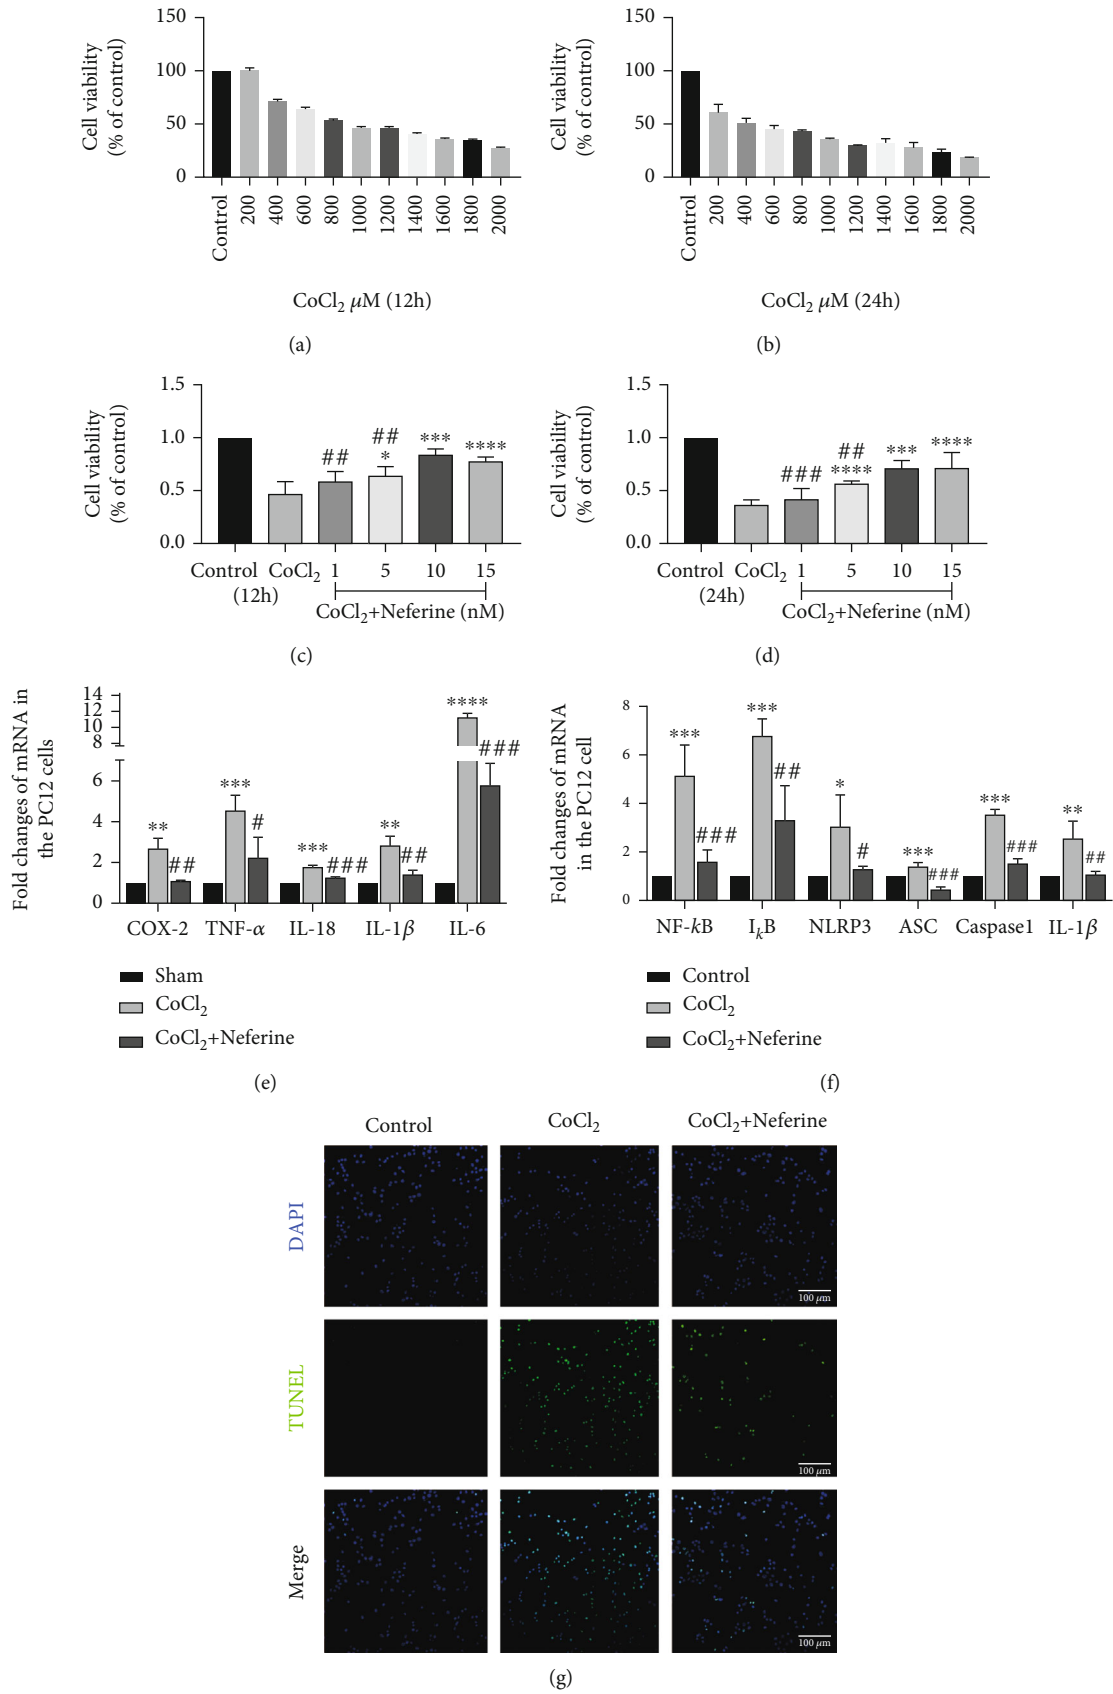 Cell viability
(% of control)
150
100
50
0
Control
200
400
600
800
1000
1200
1400
1600
1800
2000
CoCl₂ μM (12h)
(a)
Cell viability
(% of control)
150
100
50
0
Control
200
400
600
800
1000
1200
1400
1600
1800
2000
CoCl₂ μM (24h)
(b)
Cell viability
(% of control)
1.5
1.0
0.5
0.0
##
##
*
***
****
Control CoCl₂ 1 5 10 15
(12h)
CoCl₂+Neferine (nM)
(c)
Cell viability
(% of control)
1.5
1.0
0.5
0.0
###
##
****
***
****
Control CoCl₂ 1 5 10 15
(24h)
CoCl₂+Neferine (nM)
(d)
Fold changes of mRNA in
the PC12 cells
14
12
10
8
6
4
2
0
** ## *** # *** ### ** ## **** ###
COX-2 TNF-α IL-18 IL-1β IL-6
Sham
CoCl₂
CoCl₂+Neferine
(e)
Fold changes of mRNA
in the PC12 cell
8
6
4
2
0
*** ### *** ## * # *** ### *** ### ** ##
NF-kB IₖB NLRP3 ASC Caspase1 IL-1β
Control
CoCl₂
CoCl₂+Neferine
(f)
Control CoCl₂ CoCl₂+Neferine
DAPI
100 μm
TUNEL
100 μm
Merge
100 μm
(g)